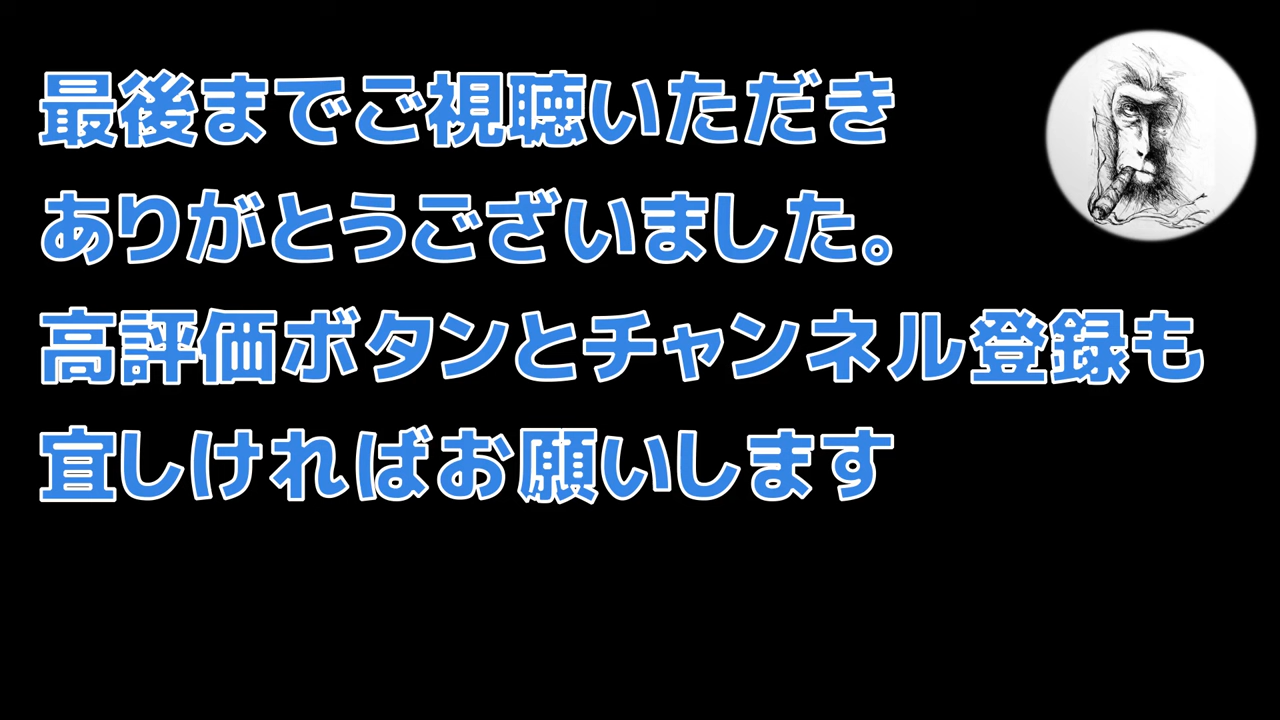 最後までご視聴いただき
ありがとうございました。
高評価ボタンとチャンネル登録も
宜しければお願いします